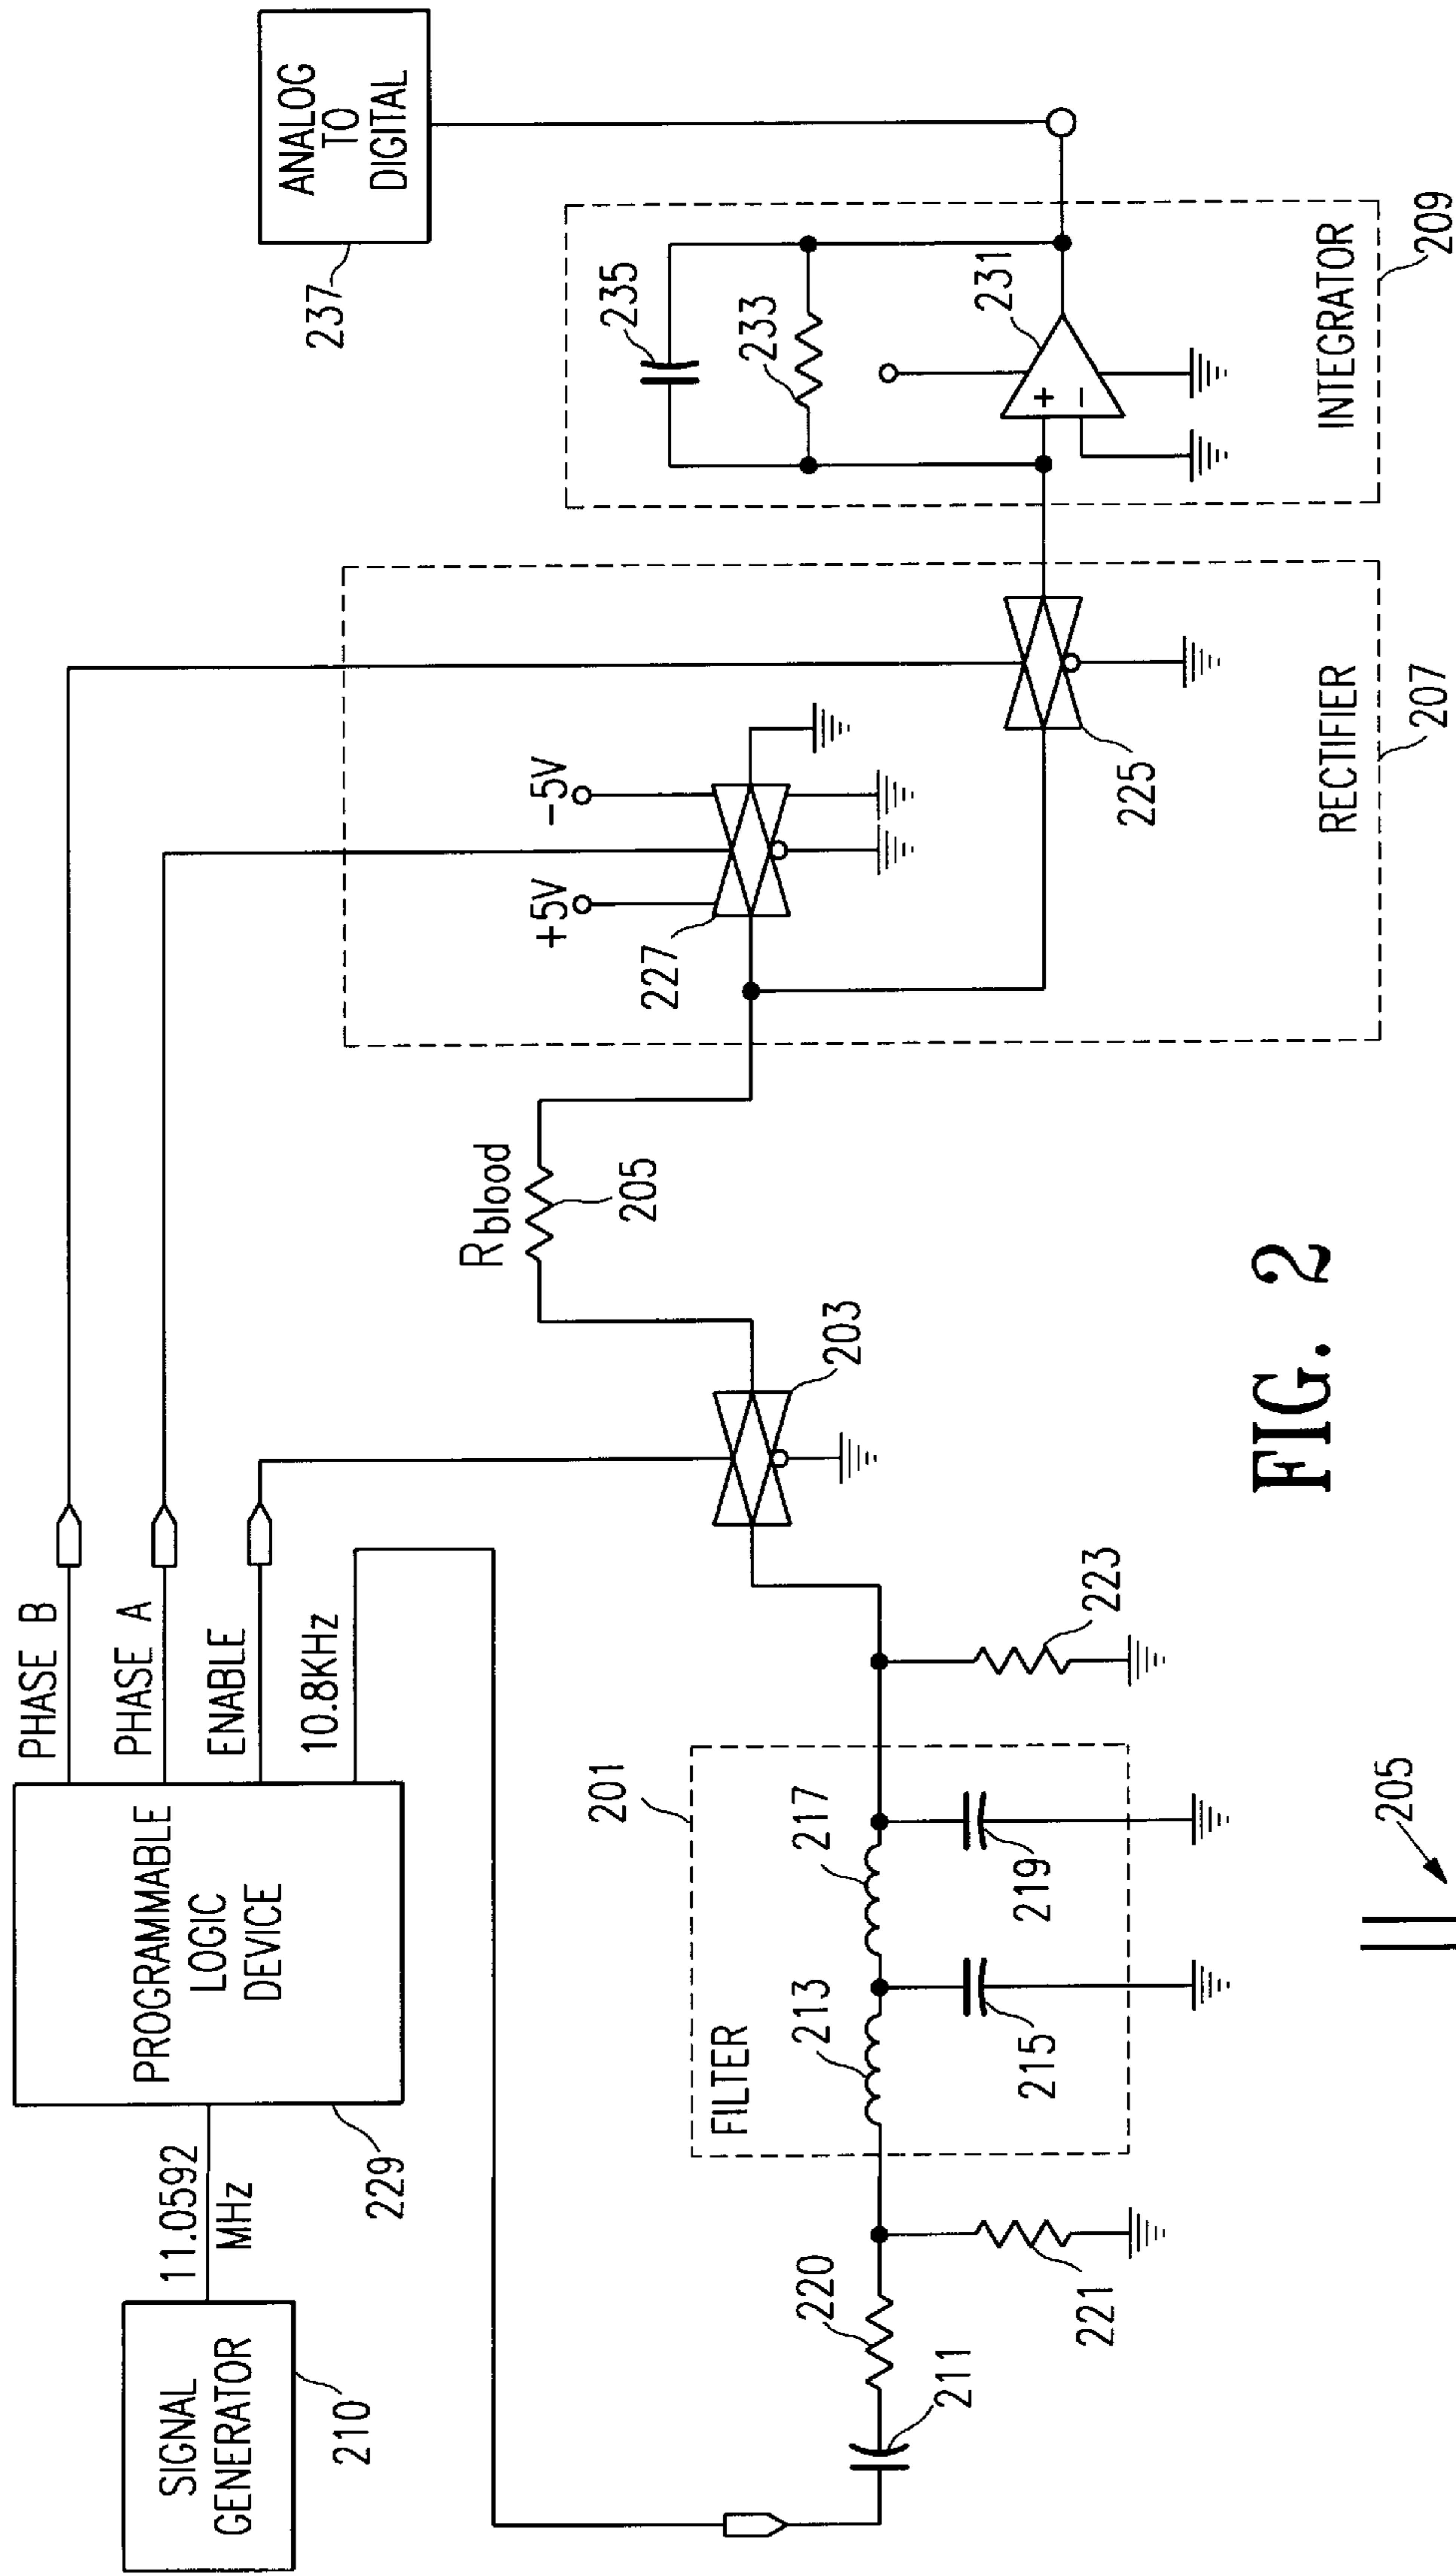 SIGNAL
GENERATOR
210
11.0592
MHz
PROGRAMMABLE
LOGIC
DEVICE
229
PHASE B
PHASE A
ENABLE
10.8KHz
ANALOG
TO
DIGITAL
237
Rblood
205
203
+5V
-5V
227
225
RECTIFIER
207
235
233
231
+
−
INTEGRATOR
209
201
FILTER
213
217
215
219
220
211
221
223
205
FIG. 2